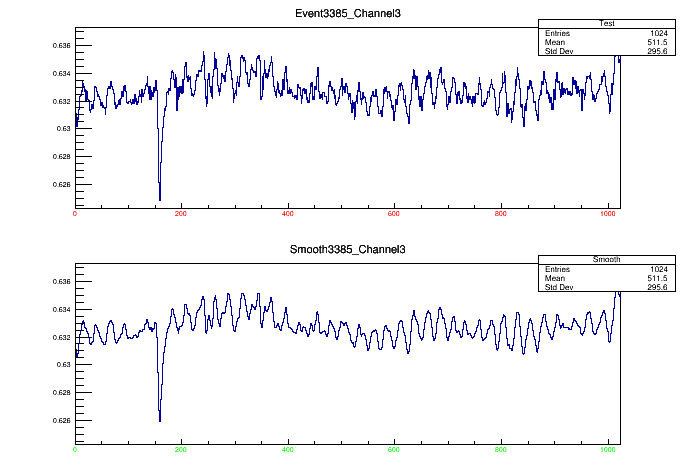 Event3385_Channel3
Test
Entries 1024
Mean 511.5
Std Dev 295.6
0.636
0.634
0.632
0.63
0.628
0.626
0 200 400 600 800 1000
Smooth3385_Channel3
Smooth
Entries 1024
Mean 511.5
Std Dev 295.6
0.636
0.634
0.632
0.63
0.628
0.626
0 200 400 600 800 1000